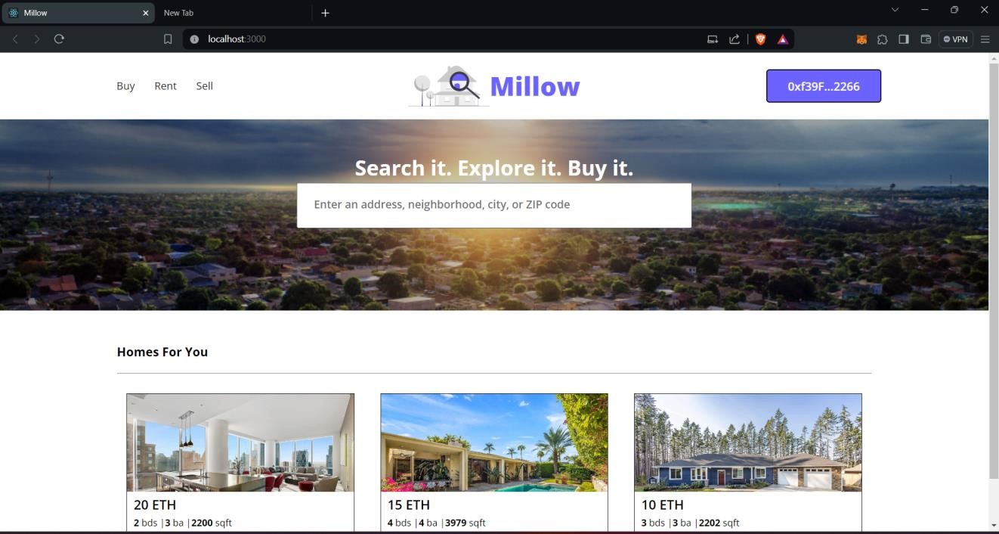 Millow
New Tab
localhost:3000
VPN
Buy Rent Sell
Millow
0xf39F...2266
Search it. Explore it. Buy it.
Enter an address, neighborhood, city, or ZIP code
Homes For You
20 ETH
2 bds |3 ba |2200 sqft
15 ETH
4 bds |4 ba |3979 sqft
10 ETH
3 bds |3 ba |2202 sqft